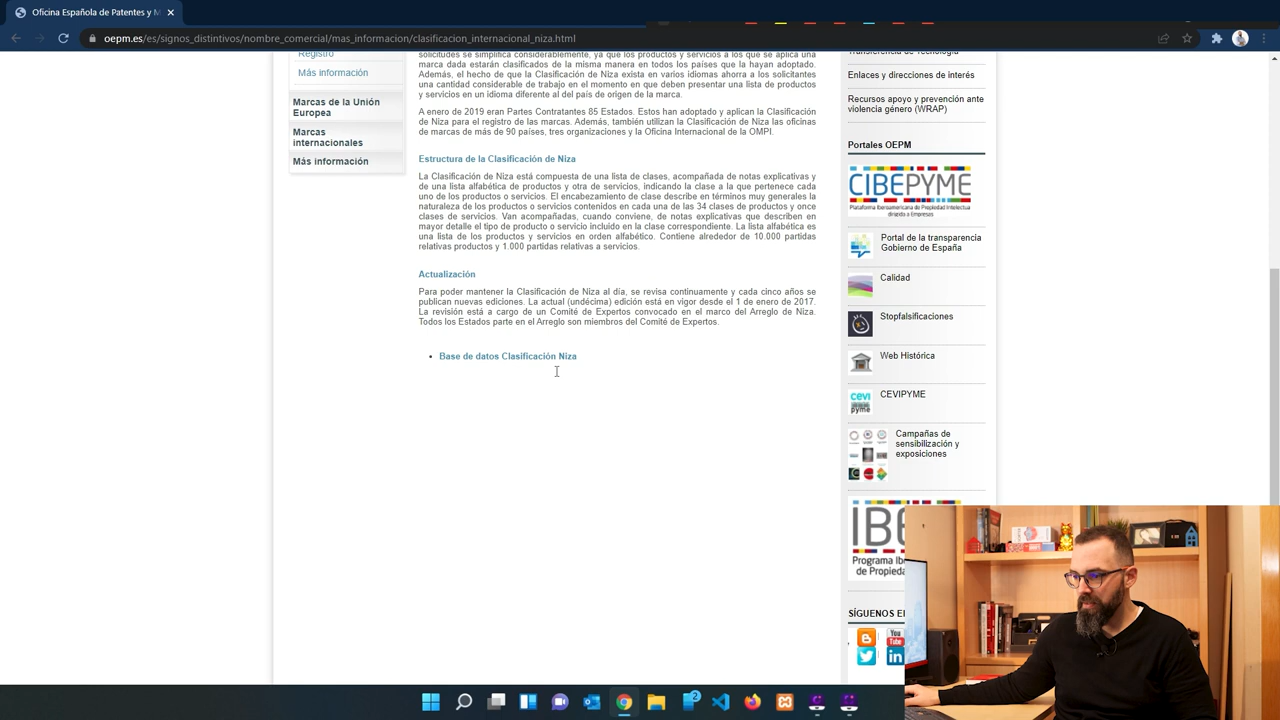 Oficina Española de Patentes y M
oepm.es/es/signos_distintivos/nombre_comercial/mas_informacion/clasificacion_internacional_niza.html
Registro
Más información
Marcas de la Unión
Europea
Marcas
internacionales
Más información
solicitudes se simplifica considerablemente, ya que los productos y servicios a los que se aplica una
marca dada estarán clasificados de la misma manera en todos los países que la hayan adoptado.
Además, el hecho de que la Clasificación de Niza exista en varios idiomas ahorra a los solicitantes
una cantidad considerable de trabajo en el momento en que deben presentar una lista de productos
y servicios en un idioma diferente al del país de origen de la marca.
A enero de 2019 eran Partes Contratantes 85 Estados. Estos han adoptado y aplican la Clasificación
de Niza para el registro de las marcas. Además, también utilizan la Clasificación de Niza las oficinas
de marcas de más de 90 países, tres organizaciones y la Oficina Internacional de la OMPI.
Estructura de la Clasificación de Niza
La Clasificación de Niza está compuesta de una lista de clases, acompañada de notas explicativas y
de una lista alfabética de productos y otra de servicios, indicando la clase a la que pertenece cada
uno de los productos o servicios. El encabezamiento de clase describe en términos muy generales la
naturaleza de los productos o servicios contenidos en cada una de las 34 clases de productos y once
clases de servicios. Van acompañadas, cuando conviene, de notas explicativas que describen en
mayor detalle el tipo de producto o servicio incluido en la clase correspondiente. La lista alfabética es
una lista de los productos y servicios en orden alfabético. Contiene alrededor de 10.000 partidas
relativas productos y 1.000 partidas relativas a servicios.
Actualización
Para poder mantener la Clasificación de Niza al día, se revisa continuamente y cada cinco años se
publican nuevas ediciones. La actual (undécima) edición está en vigor desde el 1 de enero de 2017.
La revisión está a cargo de un Comité de Expertos convocado en el marco del Arreglo de Niza.
Todos los Estados parte en el Arreglo son miembros del Comité de Expertos.
Base de datos Clasificación Niza
Transferencia de Tecnología
Enlaces y direcciones de interés
Recursos apoyo y prevención ante
violencia género (WRAP)
Portales OEPM
CIBEPYME
Plataforma Iberoamericana de Propiedad Intelectual
dirigida a Empresas
Portal de la transparencia
Gobierno de España
Calidad
Stopfalsificaciones
Web Histórica
cevi
pyme
CEVIPYME
Campañas de
sensibilización y
exposiciones
IBE
Programa Ib
de Propieda
SÍGUENOS E
You
Tube
in
2